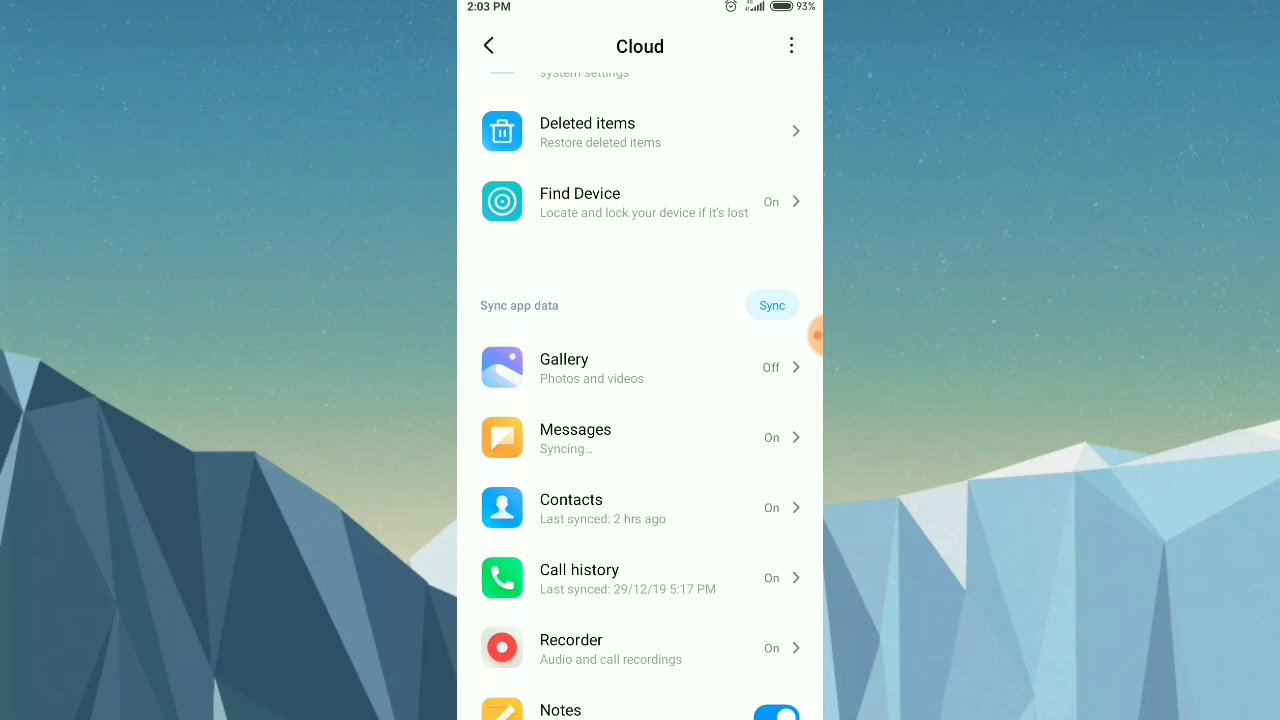 2:03 PM
4G
93%
Cloud
system settings
Deleted items
Restore deleted items
Find Device
Locate and lock your device if it's lost
On
Sync app data
Sync
Gallery
Photos and videos
Off
Messages
Syncing...
On
Contacts
Last synced: 2 hrs ago
On
Call history
Last synced: 29/12/19 5:17 PM
On
Recorder
Audio and call recordings
On
Notes